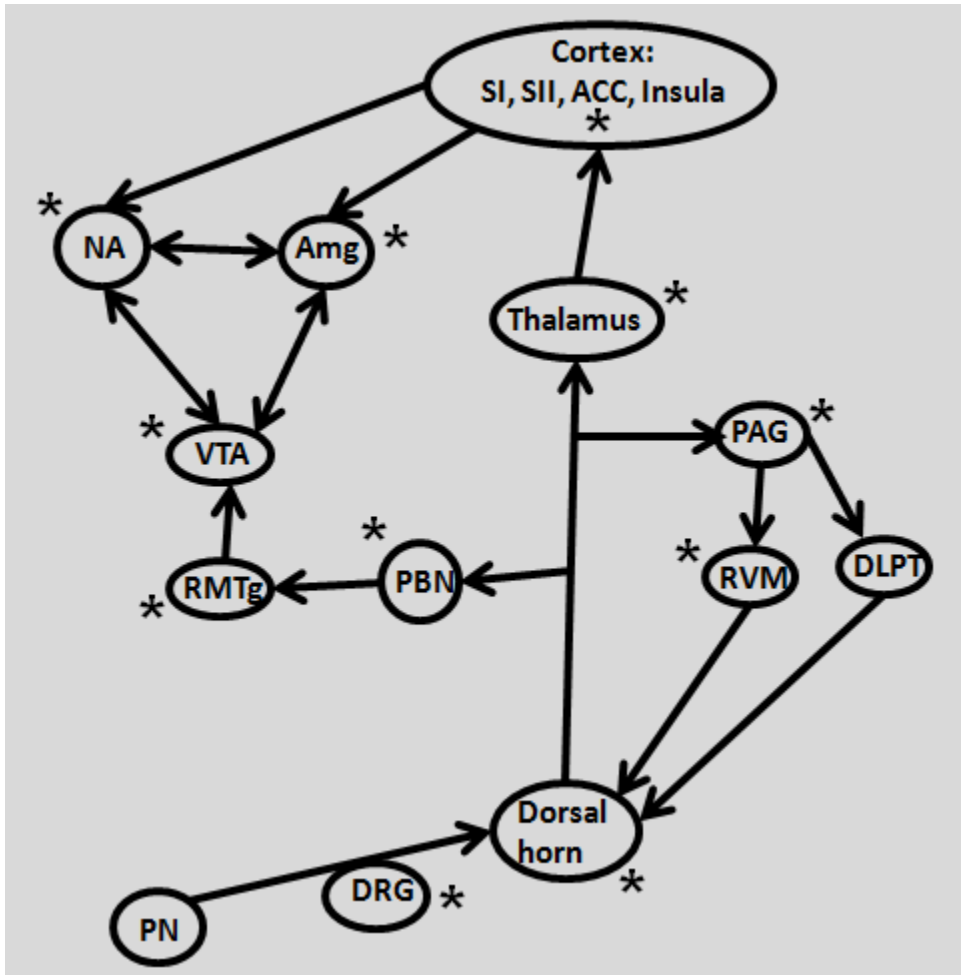 Cortex:
SI, SII, ACC, Insula
*
*
NA
Amg
*
Thalamus
*
*
VTA
PAG
*
*
RMTg
*
PBN
*
RVM
DLPT
Dorsal
horn
*
DRG
*
PN